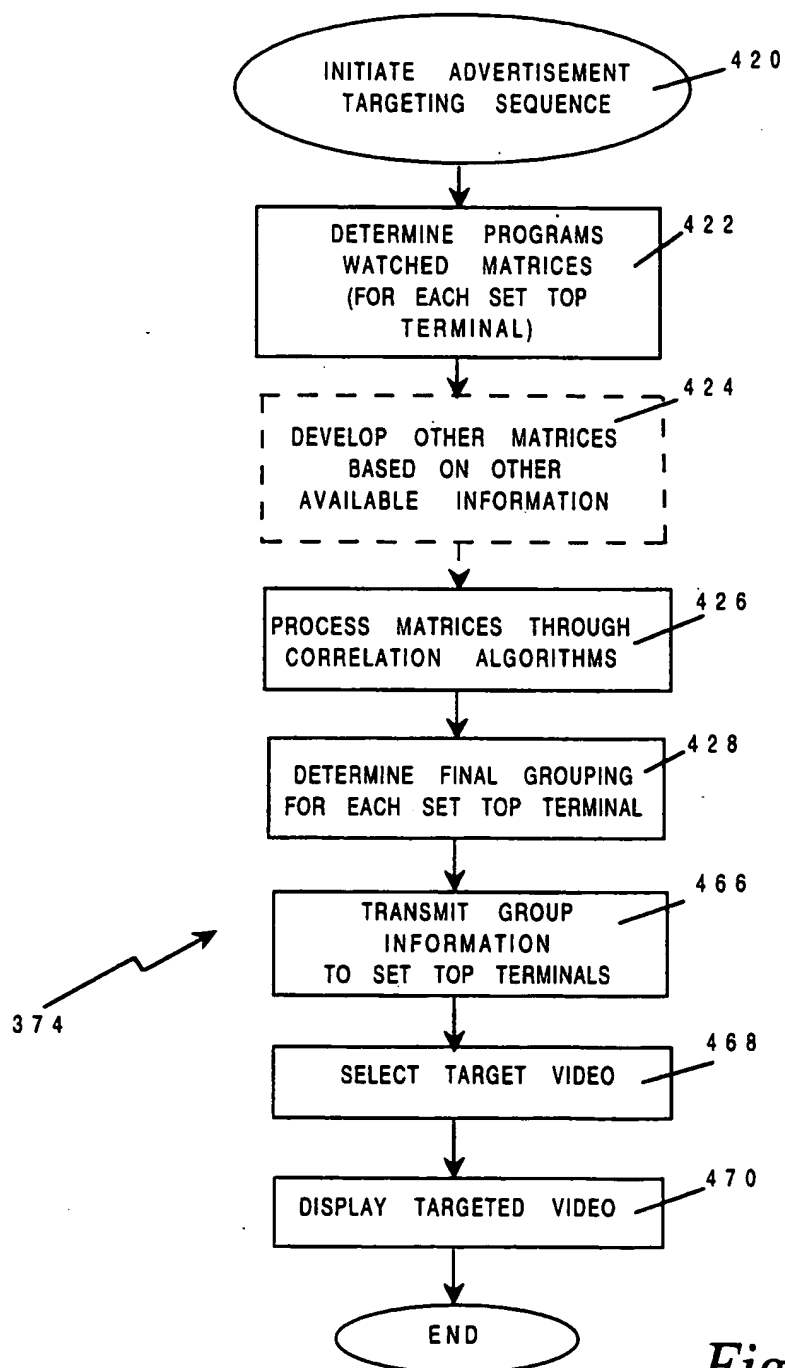 INITIATE ADVERTISEMENT
TARGETING SEQUENCE
420
DETERMINE PROGRAMS
WATCHED MATRICES
(FOR EACH SET TOP
TERMINAL)
422
DEVELOP OTHER MATRICES
BASED ON OTHER
AVAILABLE INFORMATION
424
PROCESS MATRICES THROUGH
CORRELATION ALGORITHMS
426
DETERMINE FINAL GROUPING
FOR EACH SET TOP TERMINAL
428
TRANSMIT GROUP
INFORMATION
TO SET TOP TERMINALS
466
374
SELECT TARGET VIDEO
468
DISPLAY TARGETED VIDEO
470
END